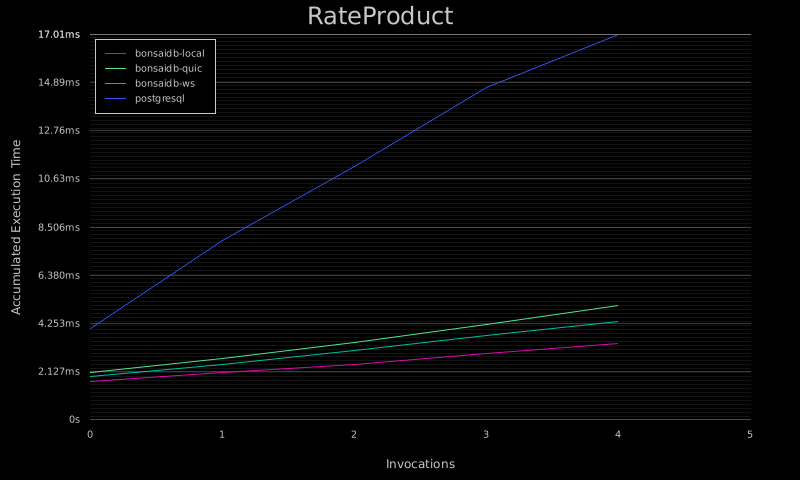 RateProduct
17.01ms
bonsaidb-local
bonsaidb-quic
14.89ms
bonsaidb-ws
postgresql
12.76ms
10.63ms
8.506ms
6.380ms
4.253ms
2.127ms
0s
Accumulated Execution Time
0 1 2 3 4 5
Invocations